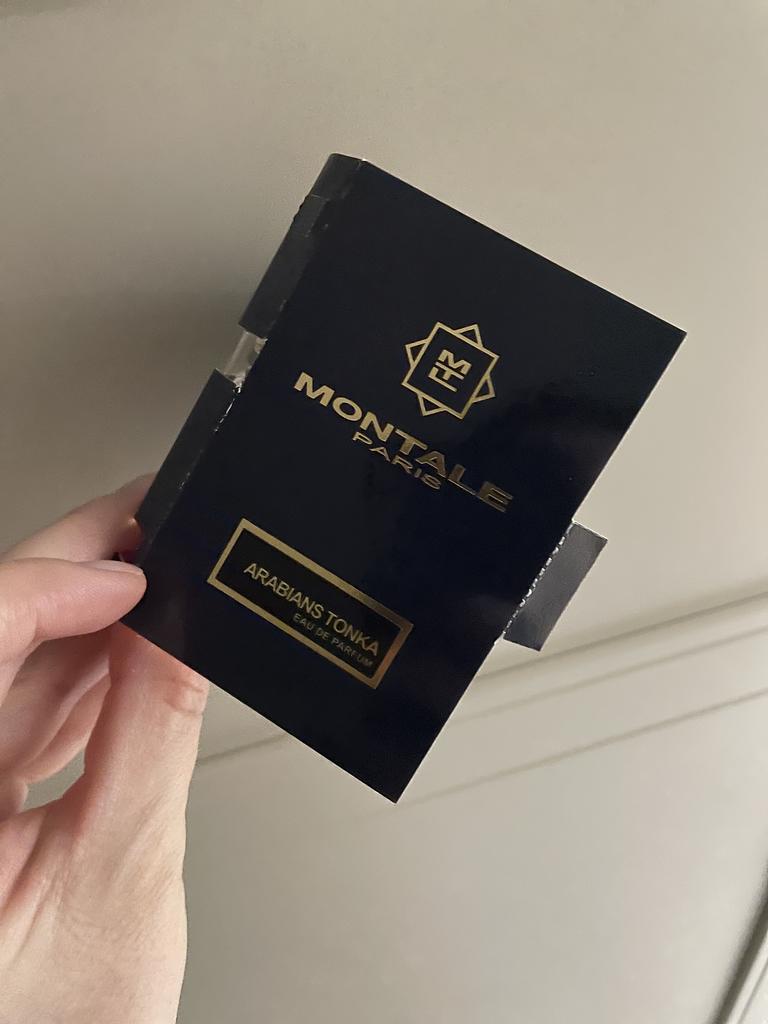 MONTALE
PARIS
ARABIANS TONKA
EAU DE PARFUM